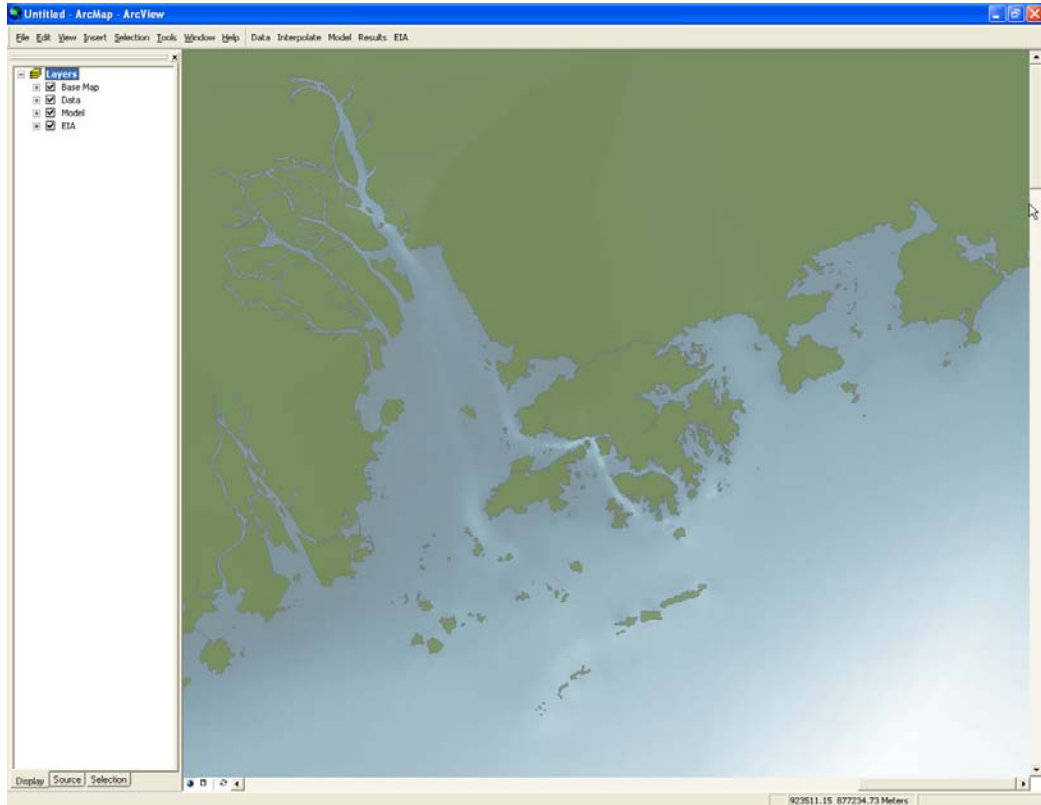 Untitled - ArcMap - ArcView
File Edit View Insert Selection Tools Window Help Data Interpolate Model Results EIA
Layers
Base Map
Data
Model
EIA
Display Source Selection
923511.15 877234.73 Meters